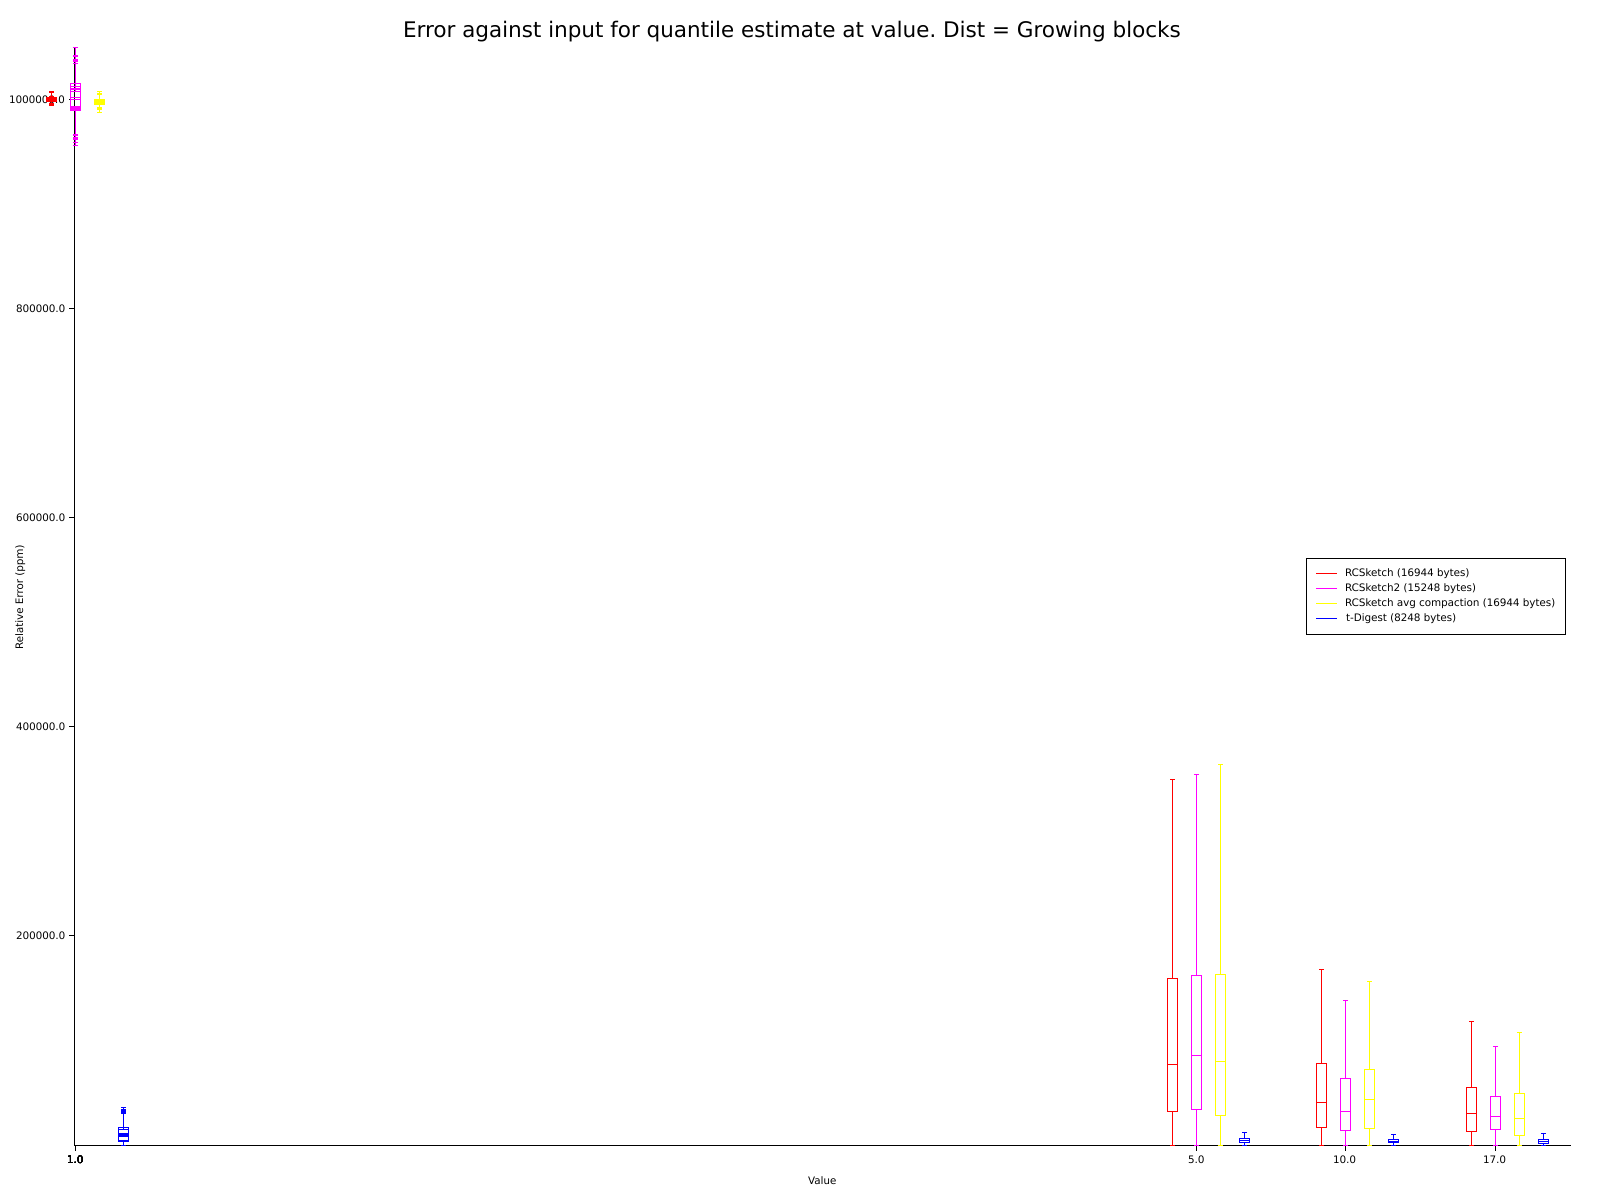 Error against input for quantile estimate at value. Dist = Growing blocks
1000000.0
800000.0
600000.0
400000.0
200000.0
Relative Error (ppm)
RCSketch (16944 bytes)
RCSketch2 (15248 bytes)
RCSketch avg compaction (16944 bytes)
t-Digest (8248 bytes)
1.0 5.0 10.0 17.0
Value